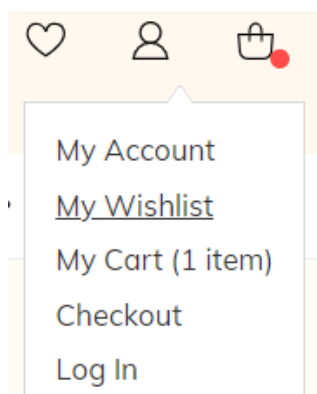 My Account
My Wishlist
My Cart (1 item)
Checkout
Log In